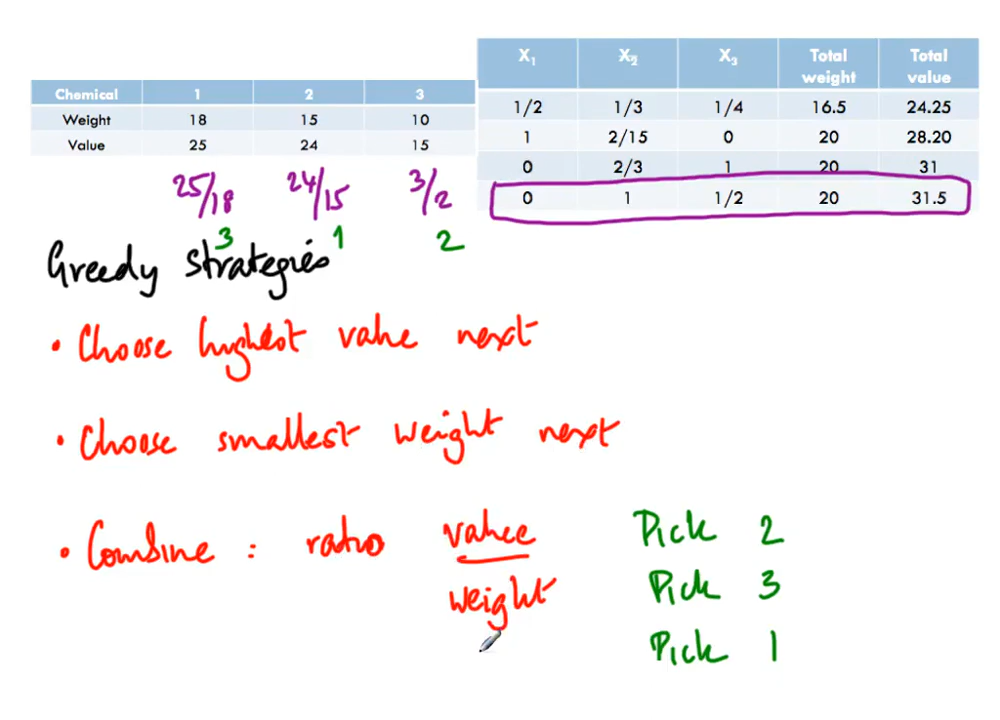 Chemical 1 2 3
Weight 18 15 10
Value 25 24 15
25/18 24/15 3/2
3 1 2
X1 X2 X3 Total weight Total value
1/2 1/3 1/4 16.5 24.25
1 2/15 0 20 28.20
0 2/3 1 20 31
0 1 1/2 20 31.5
Greedy strategies
• Choose highest value next
• Choose smallest weight next
• Combine : ratio value
weight
Pick 2
Pick 3
Pick 1